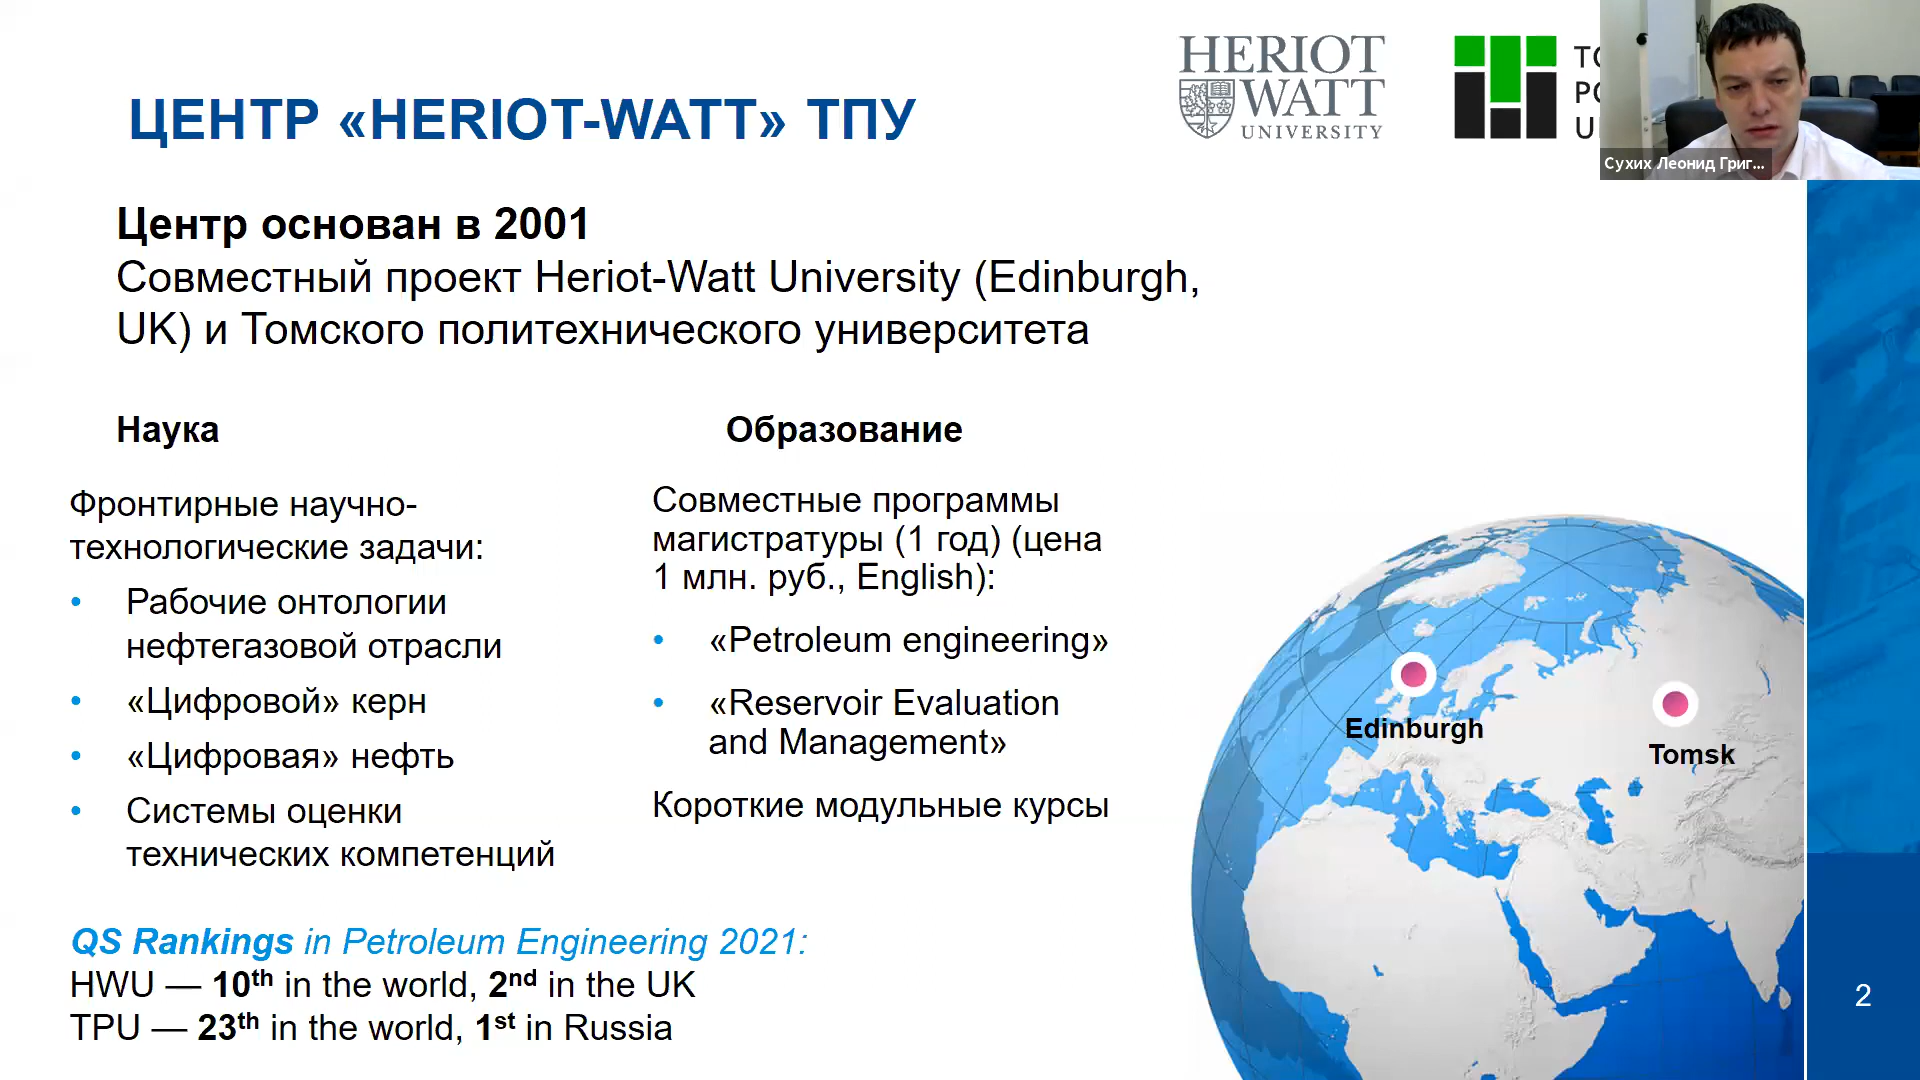 HERIOT
WATT
UNIVERSITY
ЦЕНТР «HERIOT-WATT» ТПУ
Сухих Леонид Григ...
Центр основан в 2001
Совместный проект Heriot-Watt University (Edinburgh,
UK) и Томского политехнического университета
Наука
Фронтирные научно-
технологические задачи:
• Рабочие онтологии
нефтегазовой отрасли
• «Цифровой» керн
• «Цифровая» нефть
• Системы оценки
технических компетенций
Образование
Совместные программы
магистратуры (1 год) (цена
1 млн. руб., English):
• «Petroleum engineering»
• «Reservoir Evaluation
and Management»
Короткие модульные курсы
Edinburgh
Tomsk
QS Rankings in Petroleum Engineering 2021:
HWU — 10th in the world, 2nd in the UK
TPU — 23th in the world, 1st in Russia
2